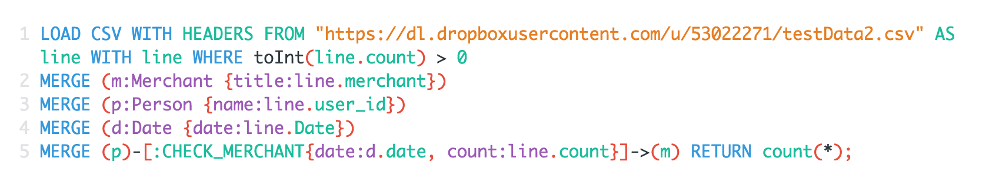 1 LOAD CSV WITH HEADERS FROM "https://dl.dropboxusercontent.com/u/53022271/testData2.csv" AS
line WITH line WHERE toInt(line.count) > 0
2 MERGE (m:Merchant {title:line.merchant})
3 MERGE (p:Person {name:line.user_id})
4 MERGE (d:Date {date:line.Date})
5 MERGE (p)-[:CHECK_MERCHANT{date:d.date, count:line.count}]->(m) RETURN count(*);